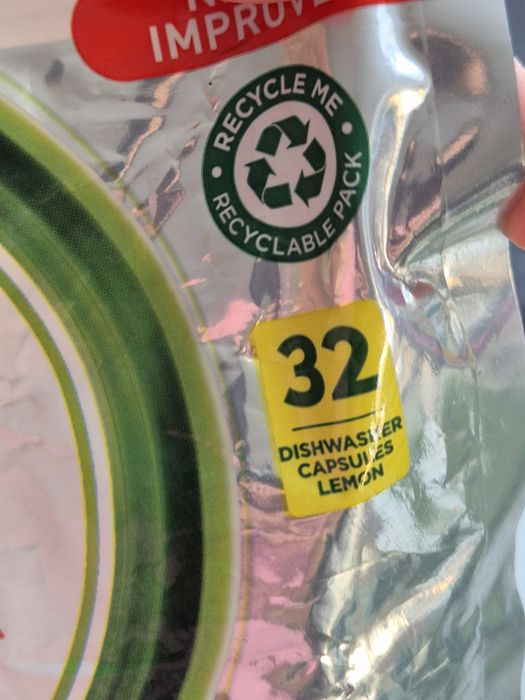 IMPROVE
RECYCLE ME
RECYCLABLE PACK
32
DISHWASHER
CAPSULES
LEMON